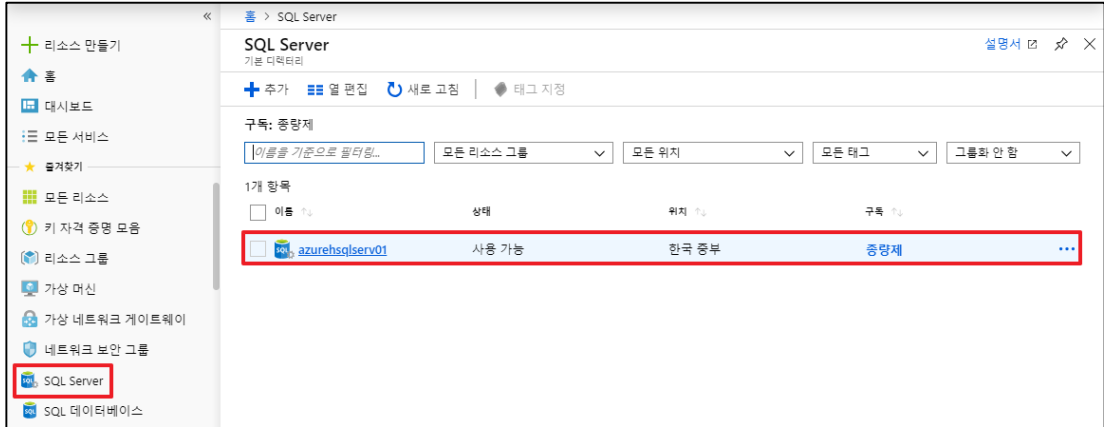 «
리소스 만들기
홈
대시보드
모든 서비스
즐겨찾기
모든 리소스
키 자격 증명 모음
리소스 그룹
가상 머신
가상 네트워크 게이트웨이
네트워크 보안 그룹
SQL Server
SQL 데이터베이스
홈 > SQL Server
SQL Server
기본 디렉터리
설명서
추가 열 편집 새로 고침 태그 지정
구독: 종량제
이름을 기준으로 필터링... 모든 리소스 그룹 모든 위치 모든 태그 그룹화 안 함
1개 항목
이름 상태 위치 구독
azurehsqlserv01 사용 가능 한국 중부 종량제 ...